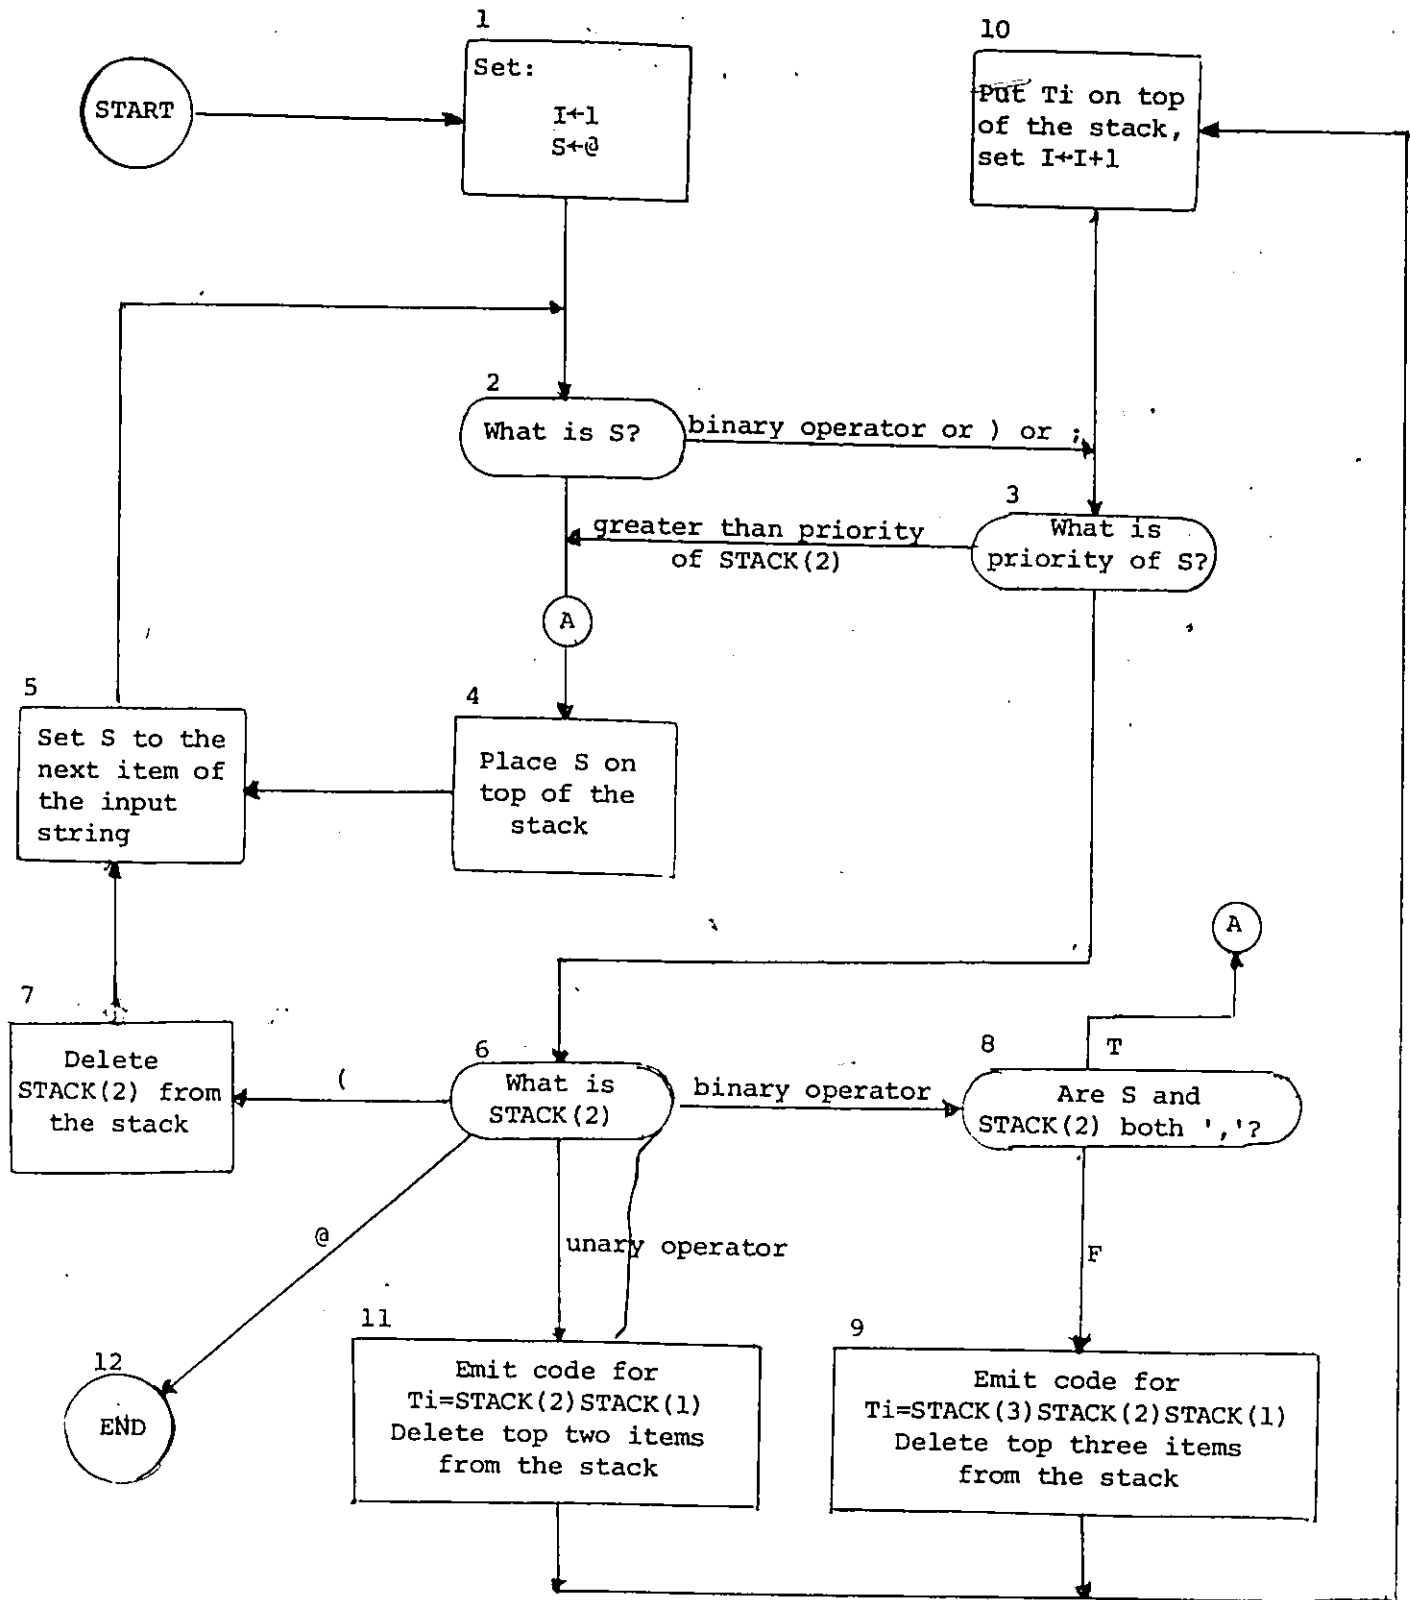 1
Set:
I←1
S←@
10
Put Ti on top
of the stack,
set I←I+1
START
2
What is S?
binary operator or ) or ;
3
What is
priority of S?
greater than priority
of STACK(2)
A
5
Set S to the
next item of
the input
string
4
Place S on
top of the
stack
A
7
Delete
STACK(2) from
the stack
(
6
What is
STACK(2)
binary operator
8
T
Are S and
STACK(2) both ','?
@
unary operator
F
12
END
11
Emit code for
Ti=STACK(2)STACK(1)
Delete top two items
from the stack
9
Emit code for
Ti=STACK(3)STACK(2)STACK(1)
Delete top three items
from the stack